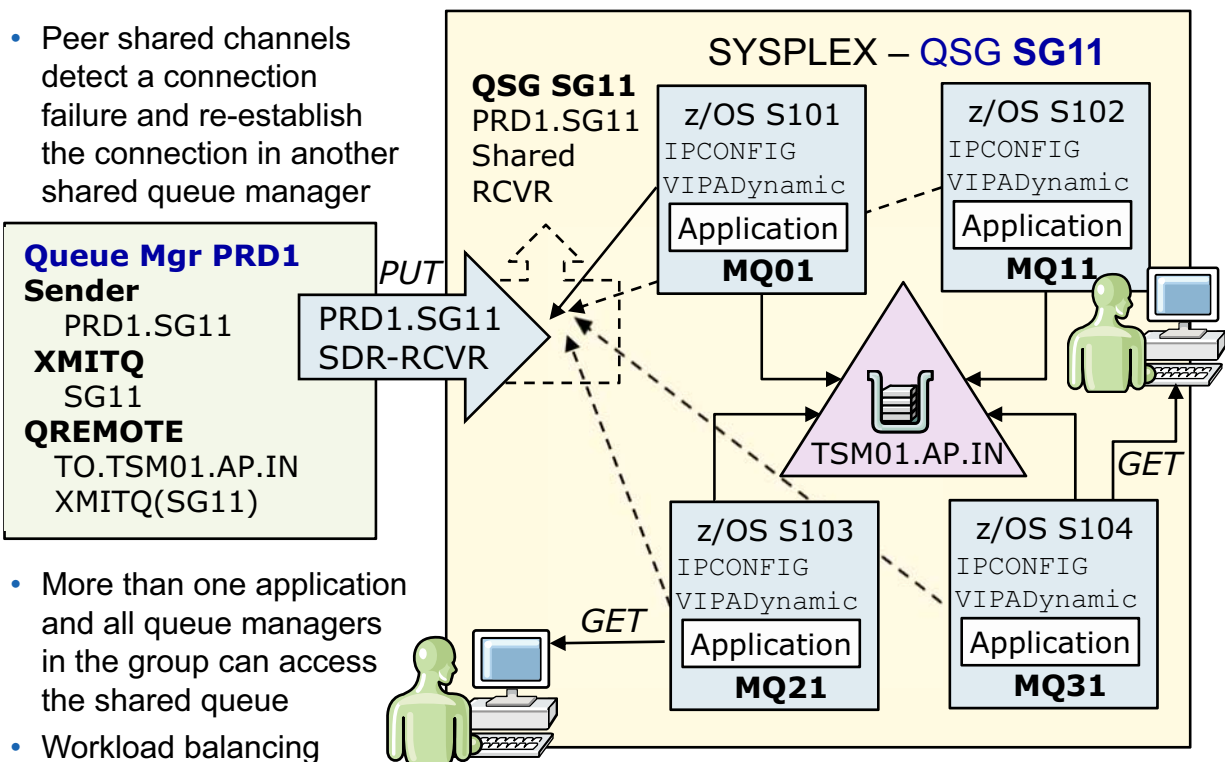 • Peer shared channels
detect a connection
failure and re-establish
the connection in another
shared queue manager
Queue Mgr PRD1
Sender
PRD1.SG11
XMITQ
SG11
QREMOTE
TO.TSM01.AP.IN
XMITQ(SG11)
• More than one application
and all queue managers
in the group can access
the shared queue
• Workload balancing
PUT
PRD1.SG11
SDR-RCVR
SYSPLEX – QSG SG11
QSG SG11
PRD1.SG11
Shared
RCVR
z/OS S101
IPCONFIG
VIPADynamic
Application
MQ01
z/OS S102
IPCONFIG
VIPADynamic
Application
MQ11
TSM01.AP.IN
GET
z/OS S103
IPCONFIG
VIPADynamic
Application
MQ21
GET
z/OS S104
IPCONFIG
VIPADynamic
Application
MQ31